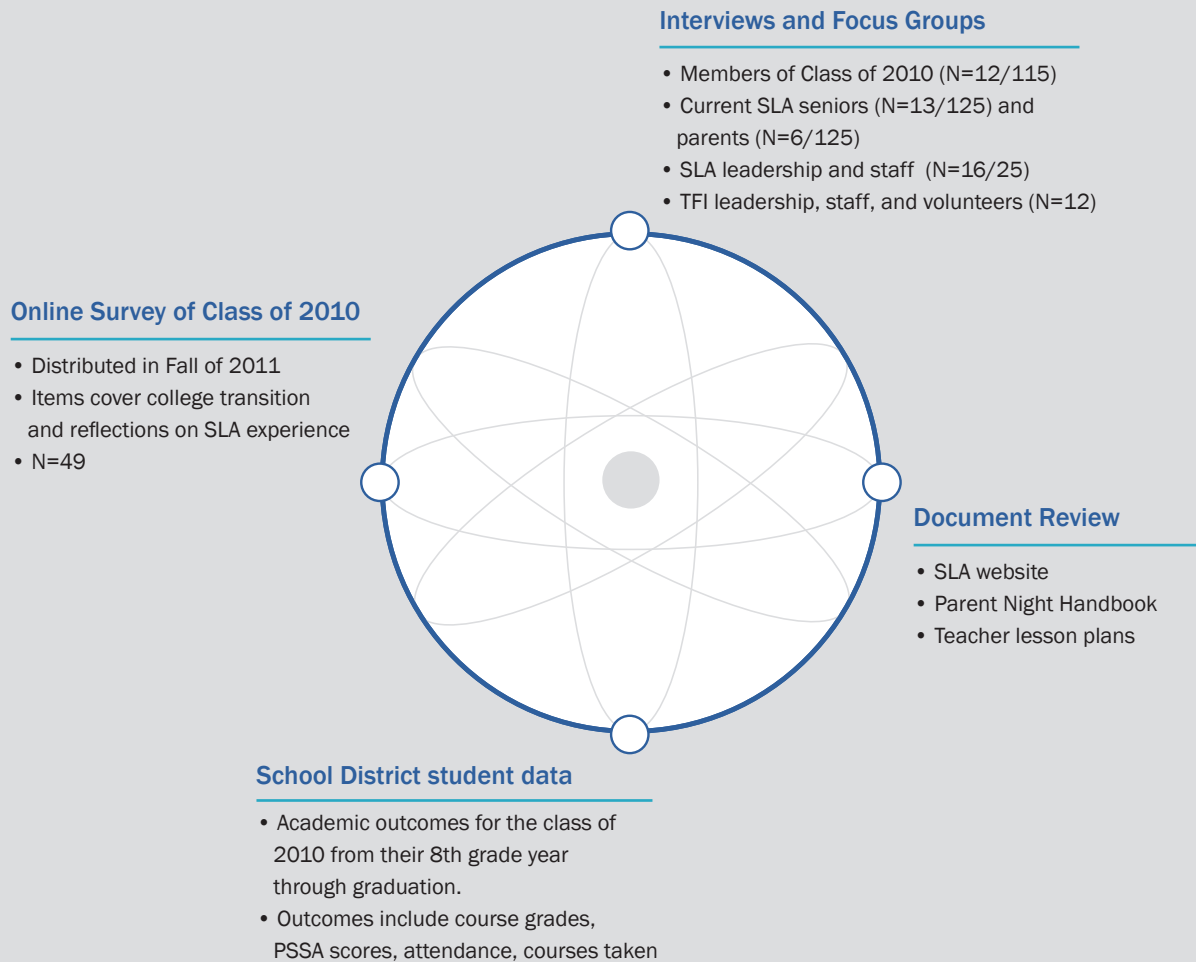 Interviews and Focus Groups
• Members of Class of 2010 (N=12/115)
• Current SLA seniors (N=13/125) and
parents (N=6/125)
• SLA leadership and staff (N=16/25)
• TFI leadership, staff, and volunteers (N=12)
Online Survey of Class of 2010
• Distributed in Fall of 2011
• Items cover college transition
and reflections on SLA experience
• N=49
Document Review
• SLA website
• Parent Night Handbook
• Teacher lesson plans
School District student data
• Academic outcomes for the class of
2010 from their 8th grade year
through graduation.
• Outcomes include course grades,
PSSA scores, attendance, courses taken